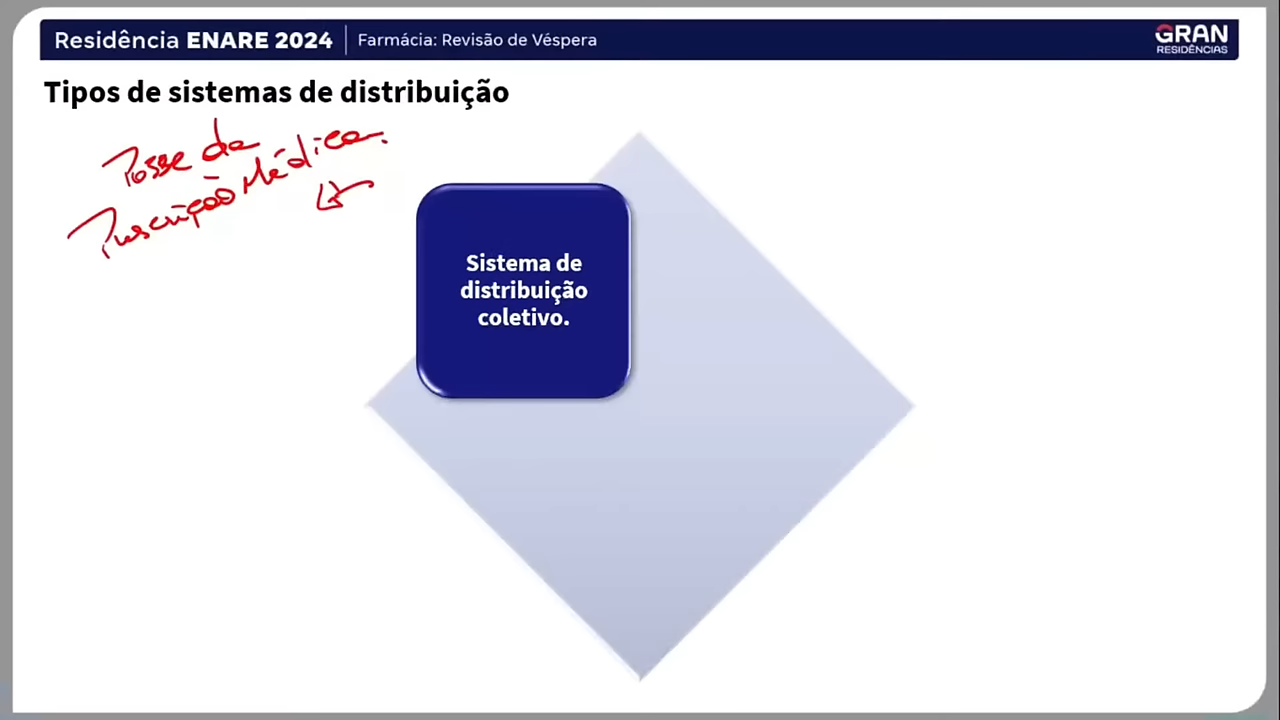 Residência ENARE 2024 | Farmácia: Revisão de Véspera
GRAN
RESIDÊNCIAS
Tipos de sistemas de distribuição
Posse da
Prescrição Médica.
Sistema de
distribuição
coletivo.